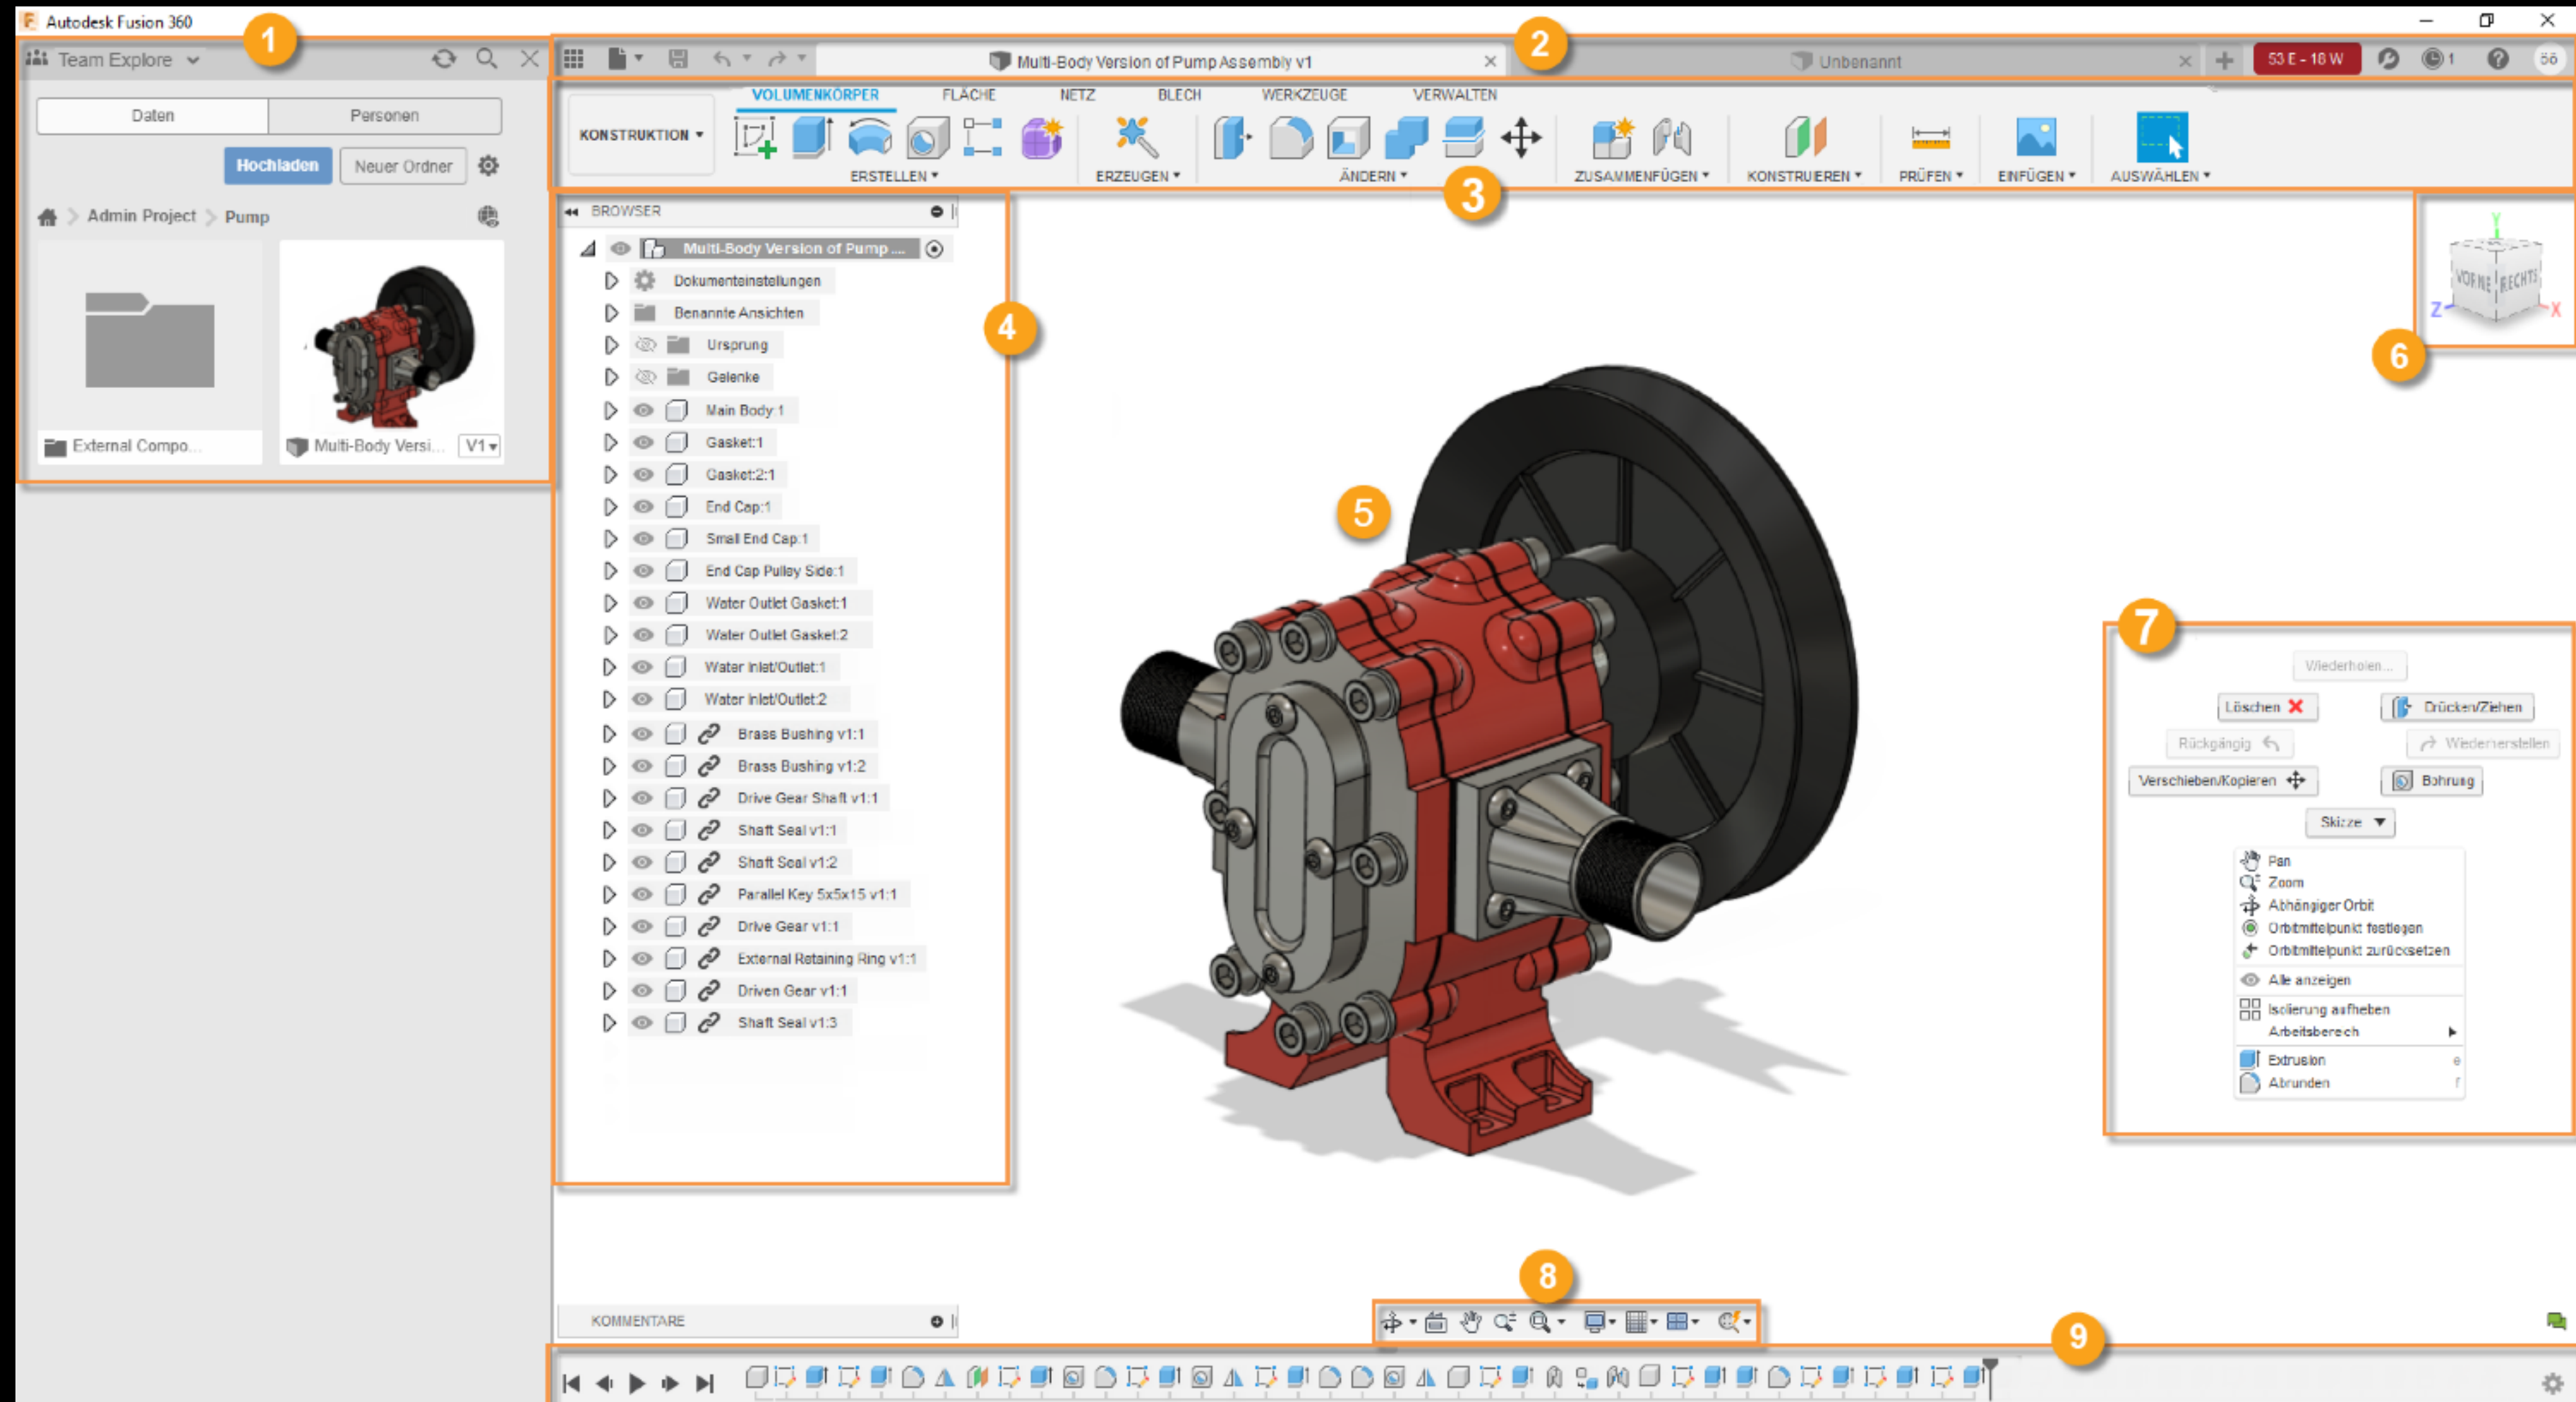 Autodesk Fusion 360
1
Team Explore
2
Multi-Body Version of Pump Assembly v1
Unbenannt
53 E - 18 W
1
Daten
Personen
Hochladen
Neuer Ordner
Admin Project > Pump
External Compo...
Multi-Body Versi...
V1
VOLUMENKÖRPER
FLÄCHE
NETZ
BLECH
WERKZEUGE
VERWALTEN
KONSTRUKTION
ERSTELLEN
ERZEUGEN
ÄNDERN
ZUSAMMENFÜGEN
KONSTRUIEREN
PRÜFEN
EINFÜGEN
AUSWÄHLEN
3
BROWSER
Multi-Body Version of Pump ...
Dokumenteinstellungen
Benannte Ansichten
Ursprung
Gelenke
Main Body 1
Gasket:1
Gasket:2:1
End Cap:1
Small End Cap:1
End Cap Pulley Side:1
Water Outlet Gasket:1
Water Outlet Gasket:2
Water Inlet/Outlet:1
Water Inlet/Outlet:2
Brass Bushing v1:1
Brass Bushing v1:2
Drive Gear Shaft v1:1
Shaft Seal v1:1
Shaft Seal v1:2
Parallel Key 5x5x15 v1:1
Drive Gear v1:1
External Retaining Ring v1:1
Driven Gear v1:1
Shaft Seal v1:3
4
5
Y
VORNE
RECHTS
Z
X
6
7
Wiederholen...
Löschen
Drücken/Ziehen
Rückgängig
Wiederherstellen
Verschieben/Kopieren
Bohrung
Skizze
Pan
Zoom
Abhängiger Orbit
Orbitmittelpunkt festlegen
Orbitmittelpunkt zurücksetzen
Alle anzeigen
Isolierung aufheben
Arbeitsbereich
Extrusion e
Abrunden f
8
KOMMENTARE
9